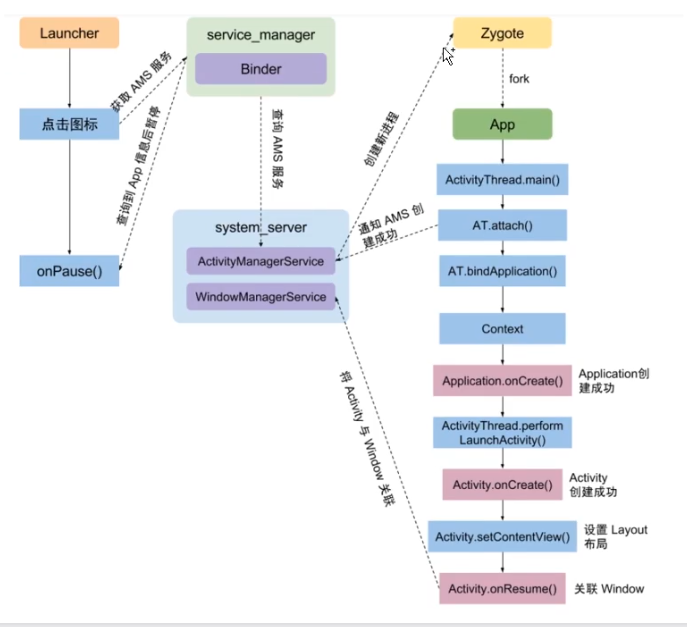 Launcher
点击图标
onPause()
获取 AMS 服务
查询到 App 信息后暂停
service_manager
Binder
查询 AMS 服务
system_server
ActivityManagerService
WindowManagerService
创建新进程
通知 AMS 创
建成功
将 Activity 与 Window 关联
Zygote
fork
App
ActivityThread.main()
AT.attach()
AT.bindApplication()
Context
Application.onCreate()
Application创
建成功
ActivityThread.perform
LaunchActivity()
Activity.onCreate()
Activity
创建成功
Activity.setContentView()
设置 Layout
布局
Activity.onResume()
关联 Window